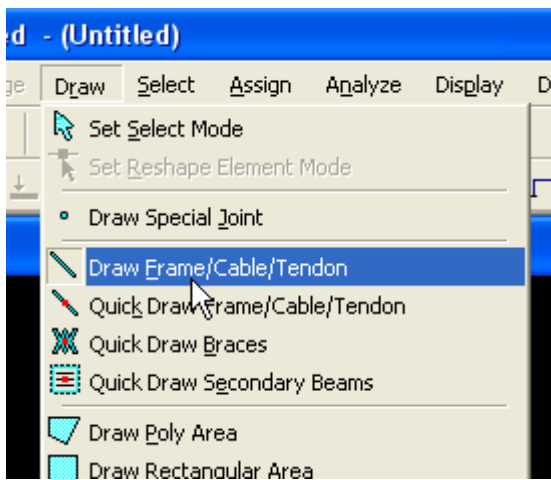 ed - (Untitled)
ge Draw Select Assign Analyze Display D
Set Select Mode
Set Reshape Element Mode
Draw Special Joint
Draw Frame/Cable/Tendon
Quick Draw Frame/Cable/Tendon
Quick Draw Braces
Quick Draw Secondary Beams
Draw Poly Area
Draw Rectangular Area